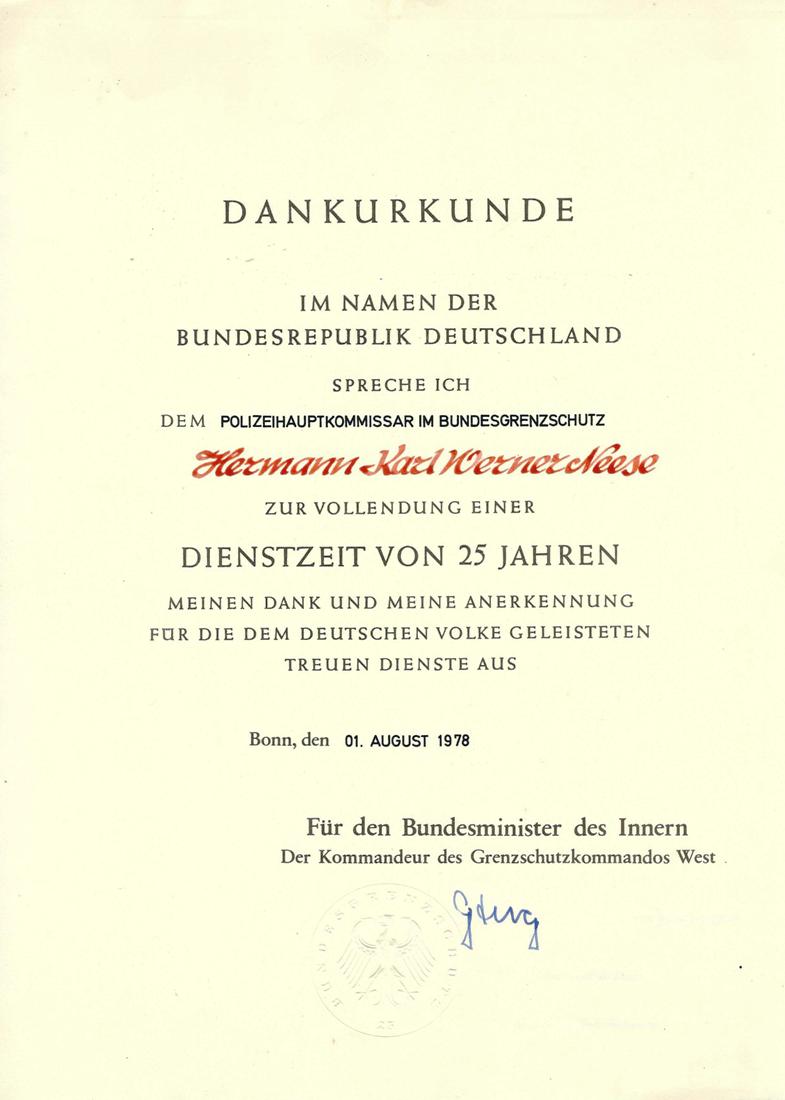 DANKURKUNDE
IM NAMEN DER
BUNDESREPUBLIK DEUTSCHLAND
SPRECHE ICH
DEM POLIZEIHAUPTKOMMISSAR IM BUNDESGRENZSCHUTZ
Hermann Karl Werner Neese
ZUR VOLLENDUNG EINER
DIENSTZEIT VON 25 JAHREN
MEINEN DANK UND MEINE ANERKENNUNG
FÜR DIE DEM DEUTSCHEN VOLKE GELEISTETEN
TREUEN DIENSTE AUS
Bonn, den 01. AUGUST 1978
Für den Bundesminister des Innern
Der Kommandeur des Grenzschutzkommandos West
BUNDESGRENZSCHUTZ
23